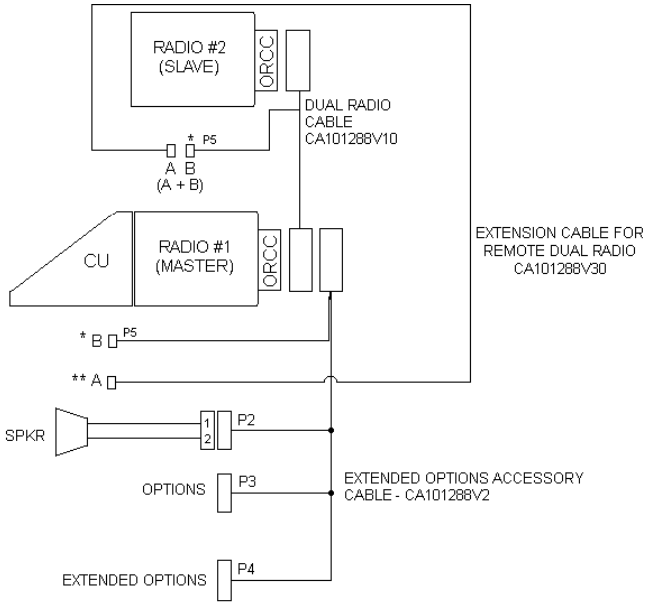 RADIO #2
(SLAVE)
ORCC
DUAL RADIO
CABLE
CA101288V10
* P5
A B
(A + B)
EXTENSION CABLE FOR
REMOTE DUAL RADIO
CA101288V30
CU
RADIO #1
(MASTER)
ORCC
* B P5
** A
SPKR
1
2
P2
OPTIONS
P3
EXTENDED OPTIONS ACCESSORY
CABLE - CA101288V2
EXTENDED OPTIONS
P4